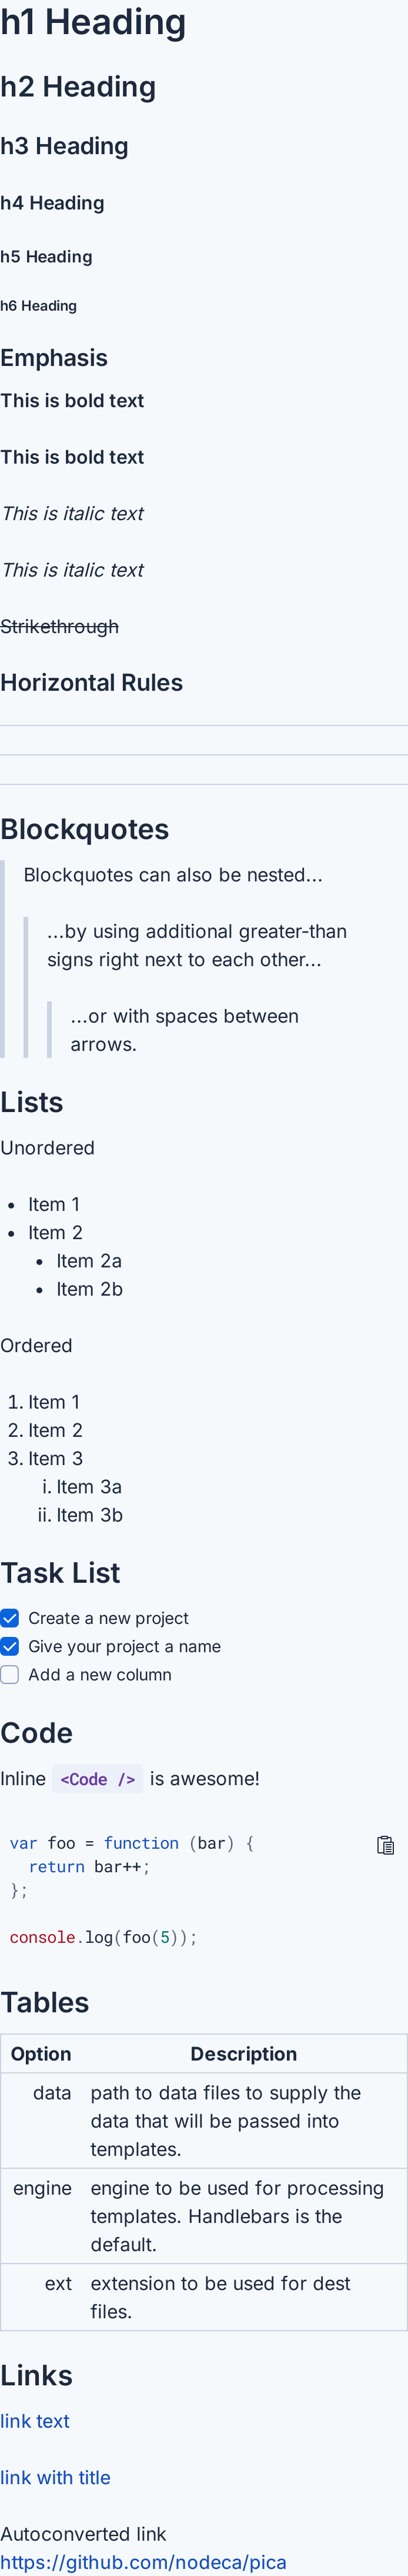 h1 Heading
h2 Heading
h3 Heading
h4 Heading
h5 Heading
h6 Heading
Emphasis
This is bold text
This is bold text
This is italic text
This is italic text
Strikethrough
Horizontal Rules
Blockquotes
Blockquotes can also be nested...
...by using additional greater-than
signs right next to each other...
...or with spaces between
arrows.
Lists
Unordered
• Item 1
• Item 2
• Item 2a
• Item 2b
Ordered
1. Item 1
2. Item 2
3. Item 3
i. Item 3a
ii. Item 3b
Task List
Create a new project
Give your project a name
Add a new column
Code
Inline <Code /> is awesome!
var foo = function (bar) {
  return bar++;
};
console.log(foo(5));
Tables
Option Description
data path to data files to supply the
data that will be passed into
templates.
engine engine to be used for processing
templates. Handlebars is the
default.
ext extension to be used for dest
files.
Links
link text
link with title
Autoconverted link
https://github.com/nodeca/pica